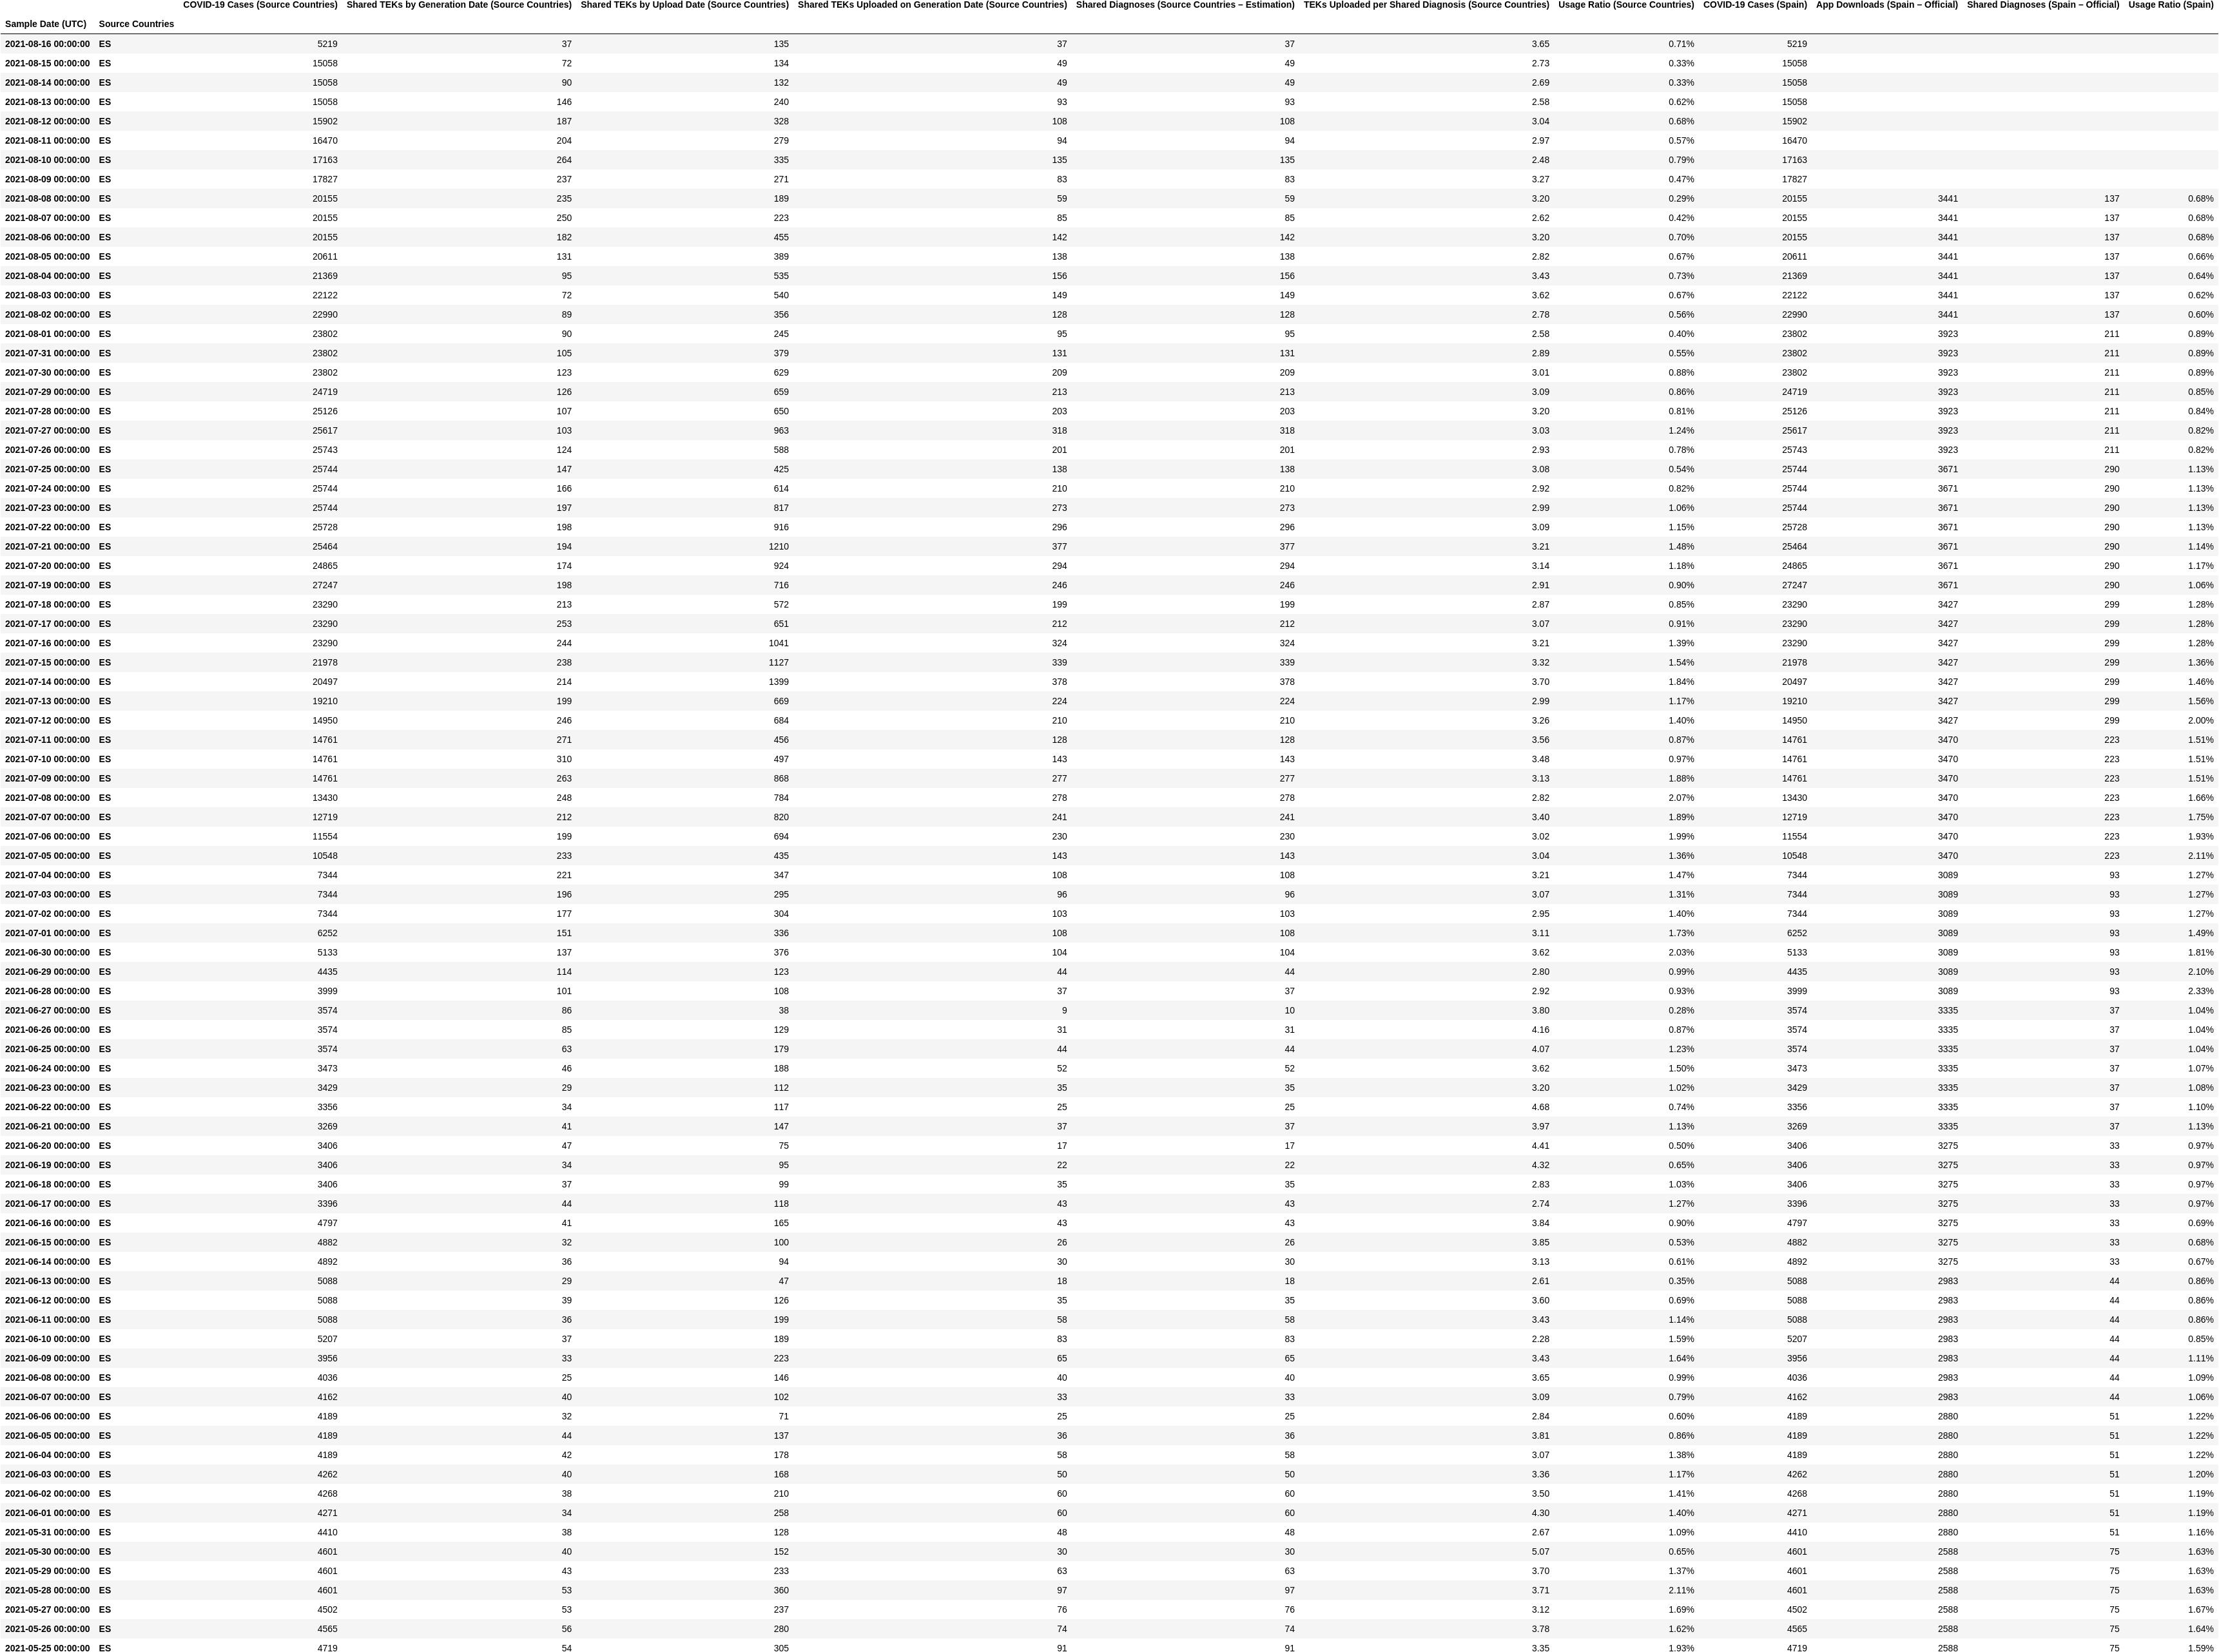 COVID-19 Cases (Source Countries) Shared TEKs by Generation Date (Source Countries) Shared TEKs by Upload Date (Source Countries) Shared TEKs Uploaded on Generation Date (Source Countries) Shared Diagnoses (Source Countries – Estimation) TEKs Uploaded per Shared Diagnosis (Source Countries) Usage Ratio (Source Countries) COVID-19 Cases (Spain) App Downloads (Spain – Official) Shared Diagnoses (Spain – Official) Usage Ratio (Spain)
Sample Date (UTC) Source Countries
2021-08-16 00:00:00 ES 5219 37 135 37 37 3.65 0.71% 5219
2021-08-15 00:00:00 ES 15058 72 134 49 49 2.73 0.33% 15058
2021-08-14 00:00:00 ES 15058 90 132 49 49 2.69 0.33% 15058
2021-08-13 00:00:00 ES 15058 146 240 93 93 2.58 0.62% 15058
2021-08-12 00:00:00 ES 15902 187 328 108 108 3.04 0.68% 15902
2021-08-11 00:00:00 ES 16470 204 279 94 94 2.97 0.57% 16470
2021-08-10 00:00:00 ES 17163 264 335 135 135 2.48 0.79% 17163
2021-08-09 00:00:00 ES 17827 237 271 83 83 3.27 0.47% 17827
2021-08-08 00:00:00 ES 20155 235 189 59 59 3.20 0.29% 20155 3441 137 0.68%
2021-08-07 00:00:00 ES 20155 250 223 85 85 2.62 0.42% 20155 3441 137 0.68%
2021-08-06 00:00:00 ES 20155 182 455 142 142 3.20 0.70% 20155 3441 137 0.68%
2021-08-05 00:00:00 ES 20611 131 389 138 138 2.82 0.67% 20611 3441 137 0.66%
2021-08-04 00:00:00 ES 21369 95 535 156 156 3.43 0.73% 21369 3441 137 0.64%
2021-08-03 00:00:00 ES 22122 72 540 149 149 3.62 0.67% 22122 3441 137 0.62%
2021-08-02 00:00:00 ES 22990 89 356 128 128 2.78 0.56% 22990 3441 137 0.60%
2021-08-01 00:00:00 ES 23802 90 245 95 95 2.58 0.40% 23802 3923 211 0.89%
2021-07-31 00:00:00 ES 23802 105 379 131 131 2.89 0.55% 23802 3923 211 0.89%
2021-07-30 00:00:00 ES 23802 123 629 209 209 3.01 0.88% 23802 3923 211 0.89%
2021-07-29 00:00:00 ES 24719 126 659 213 213 3.09 0.86% 24719 3923 211 0.85%
2021-07-28 00:00:00 ES 25126 107 650 203 203 3.20 0.81% 25126 3923 211 0.84%
2021-07-27 00:00:00 ES 25617 103 963 318 318 3.03 1.24% 25617 3923 211 0.82%
2021-07-26 00:00:00 ES 25743 124 588 201 201 2.93 0.78% 25743 3923 211 0.82%
2021-07-25 00:00:00 ES 25744 147 425 138 138 3.08 0.54% 25744 3671 290 1.13%
2021-07-24 00:00:00 ES 25744 166 614 210 210 2.92 0.82% 25744 3671 290 1.13%
2021-07-23 00:00:00 ES 25744 197 817 273 273 2.99 1.06% 25744 3671 290 1.13%
2021-07-22 00:00:00 ES 25728 198 916 296 296 3.09 1.15% 25728 3671 290 1.13%
2021-07-21 00:00:00 ES 25464 194 1210 377 377 3.21 1.48% 25464 3671 290 1.14%
2021-07-20 00:00:00 ES 24865 174 924 294 294 3.14 1.18% 24865 3671 290 1.17%
2021-07-19 00:00:00 ES 27247 198 716 246 246 2.91 0.90% 27247 3671 290 1.06%
2021-07-18 00:00:00 ES 23290 213 572 199 199 2.87 0.85% 23290 3427 299 1.28%
2021-07-17 00:00:00 ES 23290 253 651 212 212 3.07 0.91% 23290 3427 299 1.28%
2021-07-16 00:00:00 ES 23290 244 1041 324 324 3.21 1.39% 23290 3427 299 1.28%
2021-07-15 00:00:00 ES 21978 238 1127 339 339 3.32 1.54% 21978 3427 299 1.36%
2021-07-14 00:00:00 ES 20497 214 1399 378 378 3.70 1.84% 20497 3427 299 1.46%
2021-07-13 00:00:00 ES 19210 199 669 224 224 2.99 1.17% 19210 3427 299 1.56%
2021-07-12 00:00:00 ES 14950 246 684 210 210 3.26 1.40% 14950 3427 299 2.00%
2021-07-11 00:00:00 ES 14761 271 456 128 128 3.56 0.87% 14761 3470 223 1.51%
2021-07-10 00:00:00 ES 14761 310 497 143 143 3.48 0.97% 14761 3470 223 1.51%
2021-07-09 00:00:00 ES 14761 263 868 277 277 3.13 1.88% 14761 3470 223 1.51%
2021-07-08 00:00:00 ES 13430 248 784 278 278 2.82 2.07% 13430 3470 223 1.66%
2021-07-07 00:00:00 ES 12719 212 820 241 241 3.40 1.89% 12719 3470 223 1.75%
2021-07-06 00:00:00 ES 11554 199 694 230 230 3.02 1.99% 11554 3470 223 1.93%
2021-07-05 00:00:00 ES 10548 233 435 143 143 3.04 1.36% 10548 3470 223 2.11%
2021-07-04 00:00:00 ES 7344 221 347 108 108 3.21 1.47% 7344 3089 93 1.27%
2021-07-03 00:00:00 ES 7344 196 295 96 96 3.07 1.31% 7344 3089 93 1.27%
2021-07-02 00:00:00 ES 7344 177 304 103 103 2.95 1.40% 7344 3089 93 1.27%
2021-07-01 00:00:00 ES 6252 151 336 108 108 3.11 1.73% 6252 3089 93 1.49%
2021-06-30 00:00:00 ES 5133 137 376 104 104 3.62 2.03% 5133 3089 93 1.81%
2021-06-29 00:00:00 ES 4435 114 123 44 44 2.80 0.99% 4435 3089 93 2.10%
2021-06-28 00:00:00 ES 3999 101 108 37 37 2.92 0.93% 3999 3089 93 2.33%
2021-06-27 00:00:00 ES 3574 86 38 9 10 3.80 0.28% 3574 3335 37 1.04%
2021-06-26 00:00:00 ES 3574 85 129 31 31 4.16 0.87% 3574 3335 37 1.04%
2021-06-25 00:00:00 ES 3574 63 179 44 44 4.07 1.23% 3574 3335 37 1.04%
2021-06-24 00:00:00 ES 3473 46 188 52 52 3.62 1.50% 3473 3335 37 1.07%
2021-06-23 00:00:00 ES 3429 29 112 35 35 3.20 1.02% 3429 3335 37 1.08%
2021-06-22 00:00:00 ES 3356 34 117 25 25 4.68 0.74% 3356 3335 37 1.10%
2021-06-21 00:00:00 ES 3269 41 147 37 37 3.97 1.13% 3269 3335 37 1.13%
2021-06-20 00:00:00 ES 3406 47 75 17 17 4.41 0.50% 3406 3275 33 0.97%
2021-06-19 00:00:00 ES 3406 34 95 22 22 4.32 0.65% 3406 3275 33 0.97%
2021-06-18 00:00:00 ES 3406 37 99 35 35 2.83 1.03% 3406 3275 33 0.97%
2021-06-17 00:00:00 ES 3396 44 118 43 43 2.74 1.27% 3396 3275 33 0.97%
2021-06-16 00:00:00 ES 4797 41 165 43 43 3.84 0.90% 4797 3275 33 0.69%
2021-06-15 00:00:00 ES 4882 32 100 26 26 3.85 0.53% 4882 3275 33 0.68%
2021-06-14 00:00:00 ES 4892 36 94 30 30 3.13 0.61% 4892 3275 33 0.67%
2021-06-13 00:00:00 ES 5088 29 47 18 18 2.61 0.35% 5088 2983 44 0.86%
2021-06-12 00:00:00 ES 5088 39 126 35 35 3.60 0.69% 5088 2983 44 0.86%
2021-06-11 00:00:00 ES 5088 36 199 58 58 3.43 1.14% 5088 2983 44 0.86%
2021-06-10 00:00:00 ES 5207 37 189 83 83 2.28 1.59% 5207 2983 44 0.85%
2021-06-09 00:00:00 ES 3956 33 223 65 65 3.43 1.64% 3956 2983 44 1.11%
2021-06-08 00:00:00 ES 4036 25 146 40 40 3.65 0.99% 4036 2983 44 1.09%
2021-06-07 00:00:00 ES 4162 40 102 33 33 3.09 0.79% 4162 2983 44 1.06%
2021-06-06 00:00:00 ES 4189 32 71 25 25 2.84 0.60% 4189 2880 51 1.22%
2021-06-05 00:00:00 ES 4189 44 137 36 36 3.81 0.86% 4189 2880 51 1.22%
2021-06-04 00:00:00 ES 4189 42 178 58 58 3.07 1.38% 4189 2880 51 1.22%
2021-06-03 00:00:00 ES 4262 40 168 50 50 3.36 1.17% 4262 2880 51 1.20%
2021-06-02 00:00:00 ES 4268 38 210 60 60 3.50 1.41% 4268 2880 51 1.19%
2021-06-01 00:00:00 ES 4271 34 258 60 60 4.30 1.40% 4271 2880 51 1.19%
2021-05-31 00:00:00 ES 4410 38 128 48 48 2.67 1.09% 4410 2880 51 1.16%
2021-05-30 00:00:00 ES 4601 40 152 30 30 5.07 0.65% 4601 2588 75 1.63%
2021-05-29 00:00:00 ES 4601 43 233 63 63 3.70 1.37% 4601 2588 75 1.63%
2021-05-28 00:00:00 ES 4601 53 360 97 97 3.71 2.11% 4601 2588 75 1.63%
2021-05-27 00:00:00 ES 4502 53 237 76 76 3.12 1.69% 4502 2588 75 1.67%
2021-05-26 00:00:00 ES 4565 56 280 74 74 3.78 1.62% 4565 2588 75 1.64%
2021-05-25 00:00:00 ES 4719 54 305 91 91 3.35 1.93% 4719 2588 75 1.59%